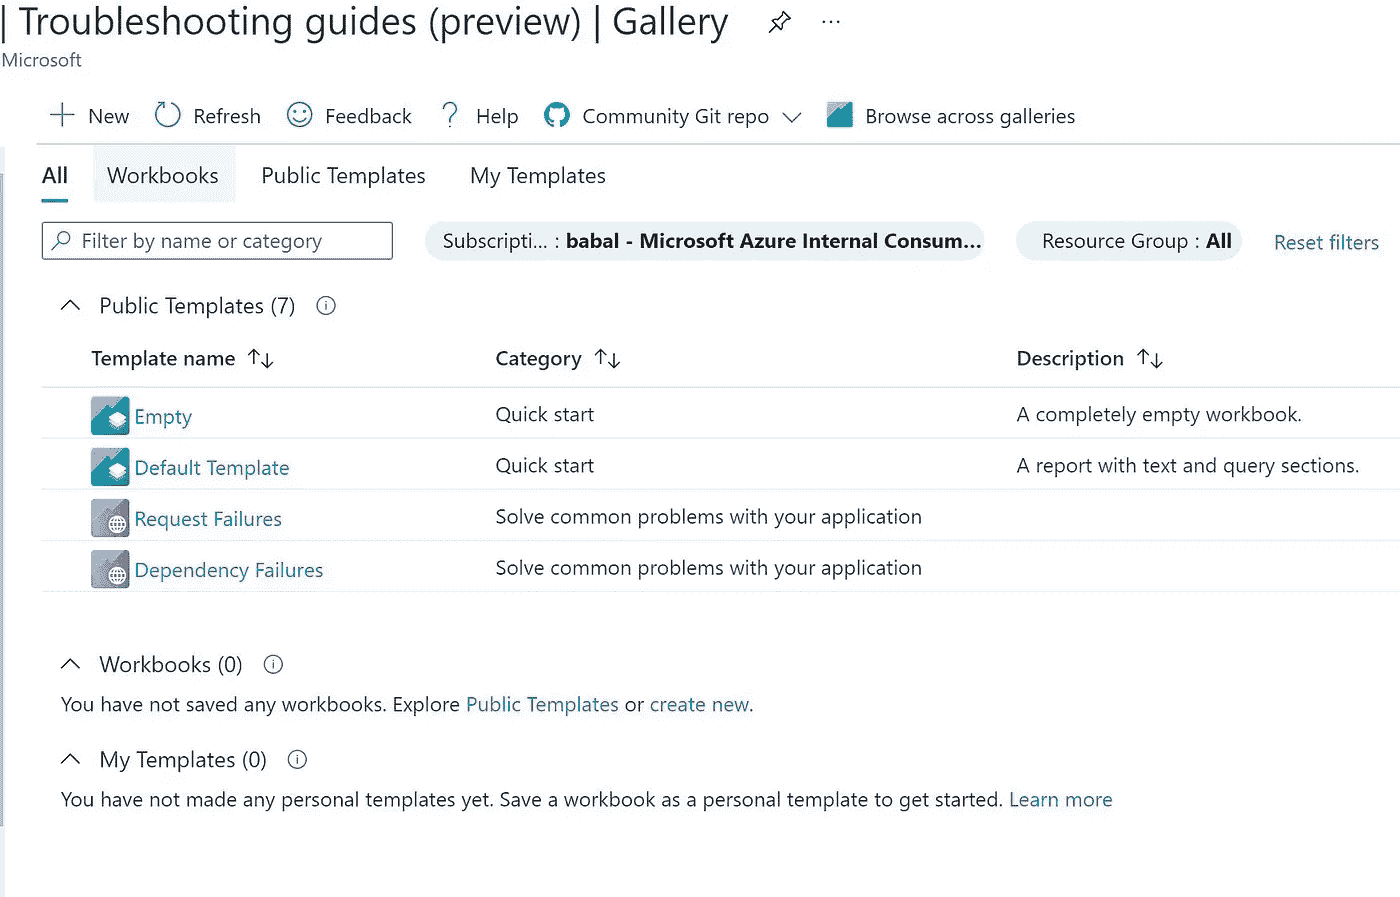 | Troubleshooting guides (preview) | Gallery ...
Microsoft
New Refresh Feedback ? Help Community Git repo Browse across galleries
All Workbooks Public Templates My Templates
Filter by name or category Subscripti... : babal - Microsoft Azure Internal Consum... Resource Group : All Reset filters
Public Templates (7)
Template name Category Description
Empty Quick start A completely empty workbook.
Default Template Quick start A report with text and query sections.
Request Failures Solve common problems with your application
Dependency Failures Solve common problems with your application
Workbooks (0)
You have not saved any workbooks. Explore Public Templates or create new.
My Templates (0)
You have not made any personal templates yet. Save a workbook as a personal template to get started. Learn more